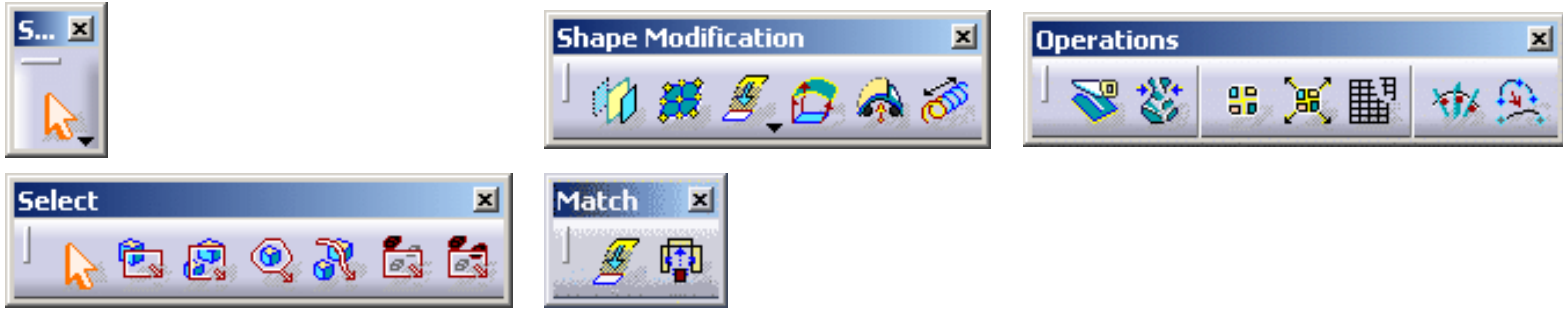 S...
Shape Modification
Operations
Select
Match